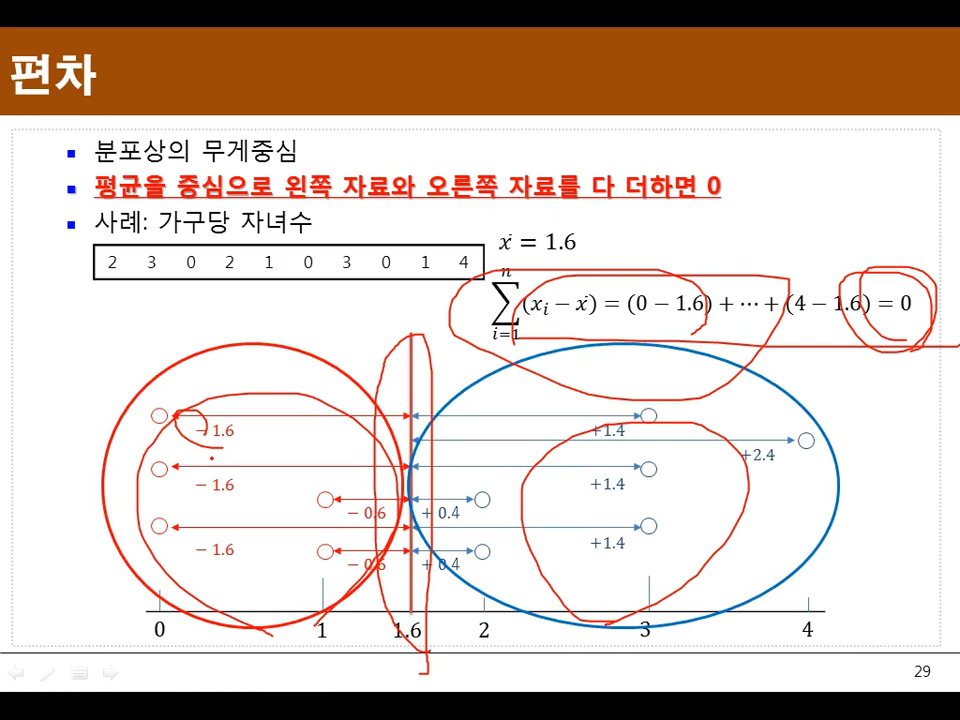 편차
분포상의 무게중심
평균을 중심으로 왼쪽 자료와 오른쪽 자료를 다 더하면 0
사례: 가구당 자녀수
2 3 0 2 1 0 3 0 1 4
ẋ = 1.6
n
∑(xᵢ − ẋ) = (0 − 1.6) + ⋯ + (4 − 1.6) = 0
i=1
− 1.6 +1.4
+2.4
− 1.6 +1.4
− 0.6 + 0.4
− 1.6 +1.4
− 0.6 + 0.4
0 1 1.6 2 3 4
29